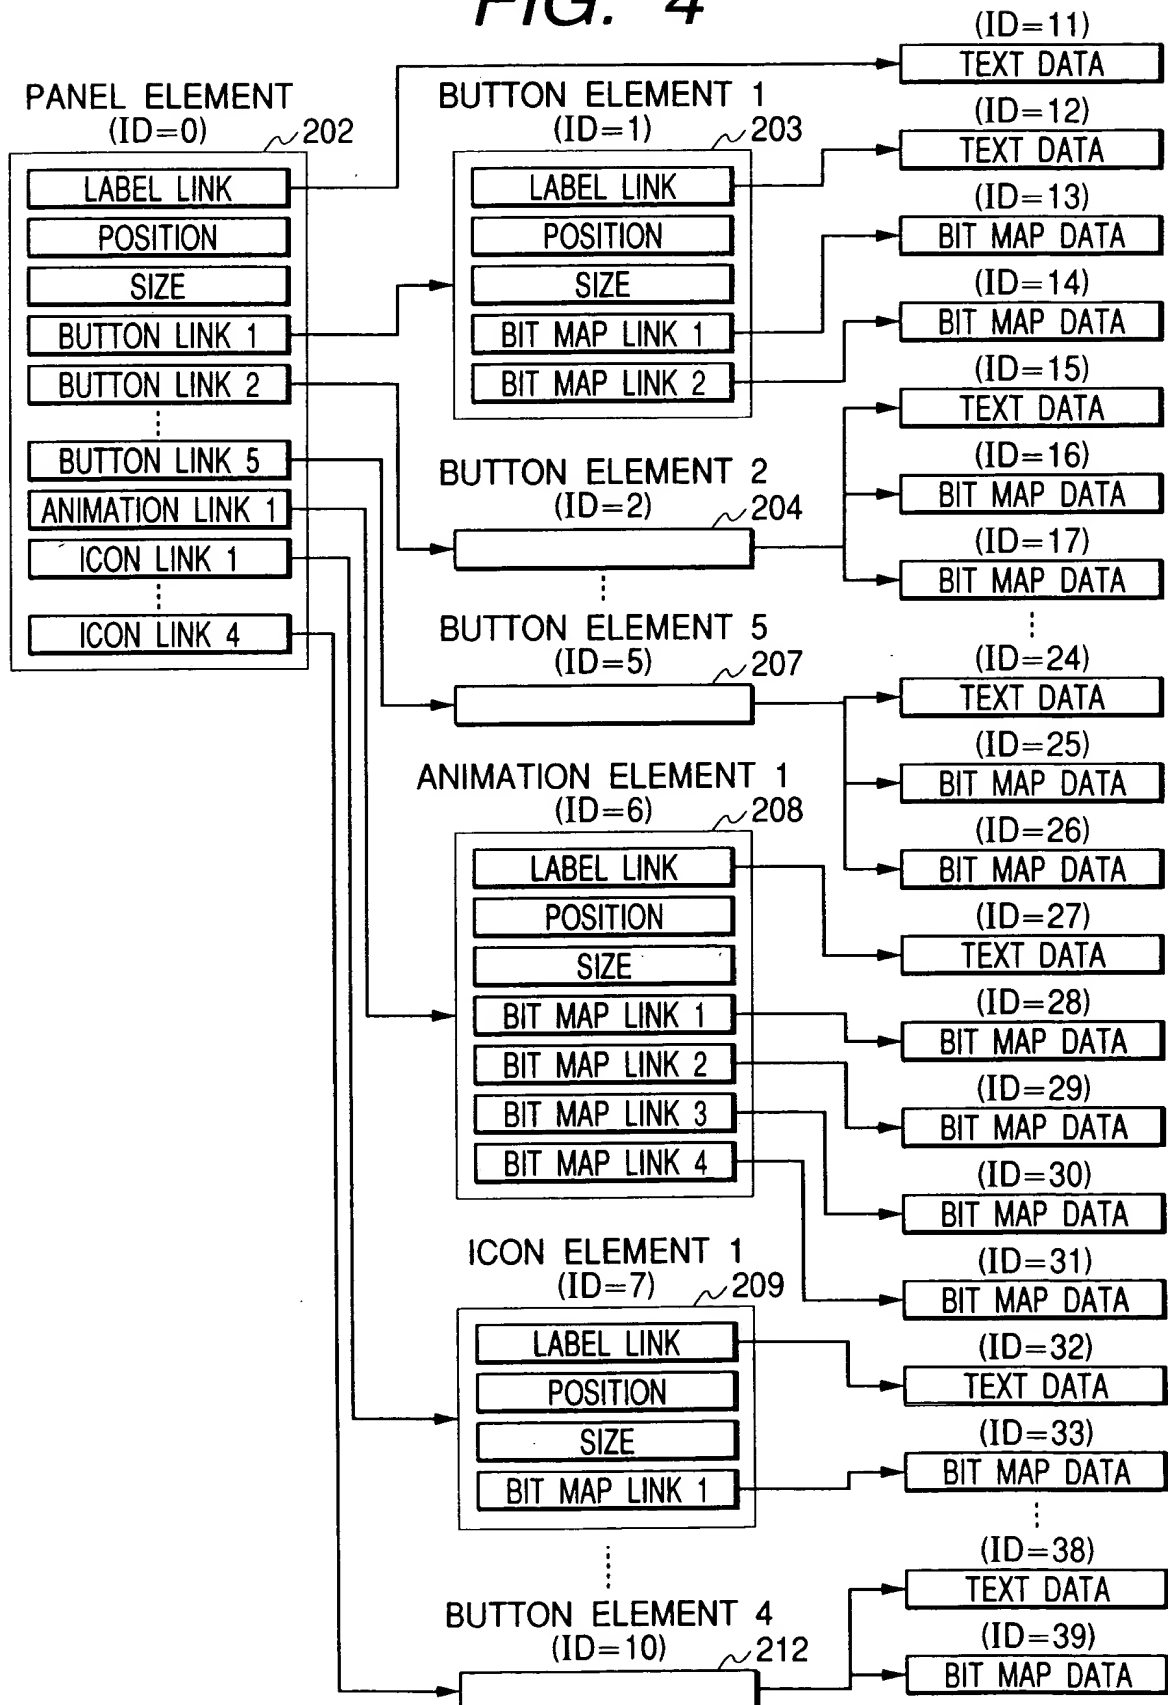 FIG. 4
PANEL ELEMENT
(ID=0)
202
LABEL LINK
POSITION
SIZE
BUTTON LINK 1
BUTTON LINK 2
BUTTON LINK 5
ANIMATION LINK 1
ICON LINK 1
ICON LINK 4
BUTTON ELEMENT 1
(ID=1)
203
LABEL LINK
POSITION
SIZE
BIT MAP LINK 1
BIT MAP LINK 2
BUTTON ELEMENT 2
(ID=2)
204
BUTTON ELEMENT 5
(ID=5)
207
ANIMATION ELEMENT 1
(ID=6)
208
LABEL LINK
POSITION
SIZE
BIT MAP LINK 1
BIT MAP LINK 2
BIT MAP LINK 3
BIT MAP LINK 4
ICON ELEMENT 1
(ID=7)
209
LABEL LINK
POSITION
SIZE
BIT MAP LINK 1
BUTTON ELEMENT 4
(ID=10)
212
(ID=11)
TEXT DATA
(ID=12)
TEXT DATA
(ID=13)
BIT MAP DATA
(ID=14)
BIT MAP DATA
(ID=15)
TEXT DATA
(ID=16)
BIT MAP DATA
(ID=17)
BIT MAP DATA
(ID=24)
TEXT DATA
(ID=25)
BIT MAP DATA
(ID=26)
BIT MAP DATA
(ID=27)
TEXT DATA
(ID=28)
BIT MAP DATA
(ID=29)
BIT MAP DATA
(ID=30)
BIT MAP DATA
(ID=31)
BIT MAP DATA
(ID=32)
TEXT DATA
(ID=33)
BIT MAP DATA
(ID=38)
TEXT DATA
(ID=39)
BIT MAP DATA